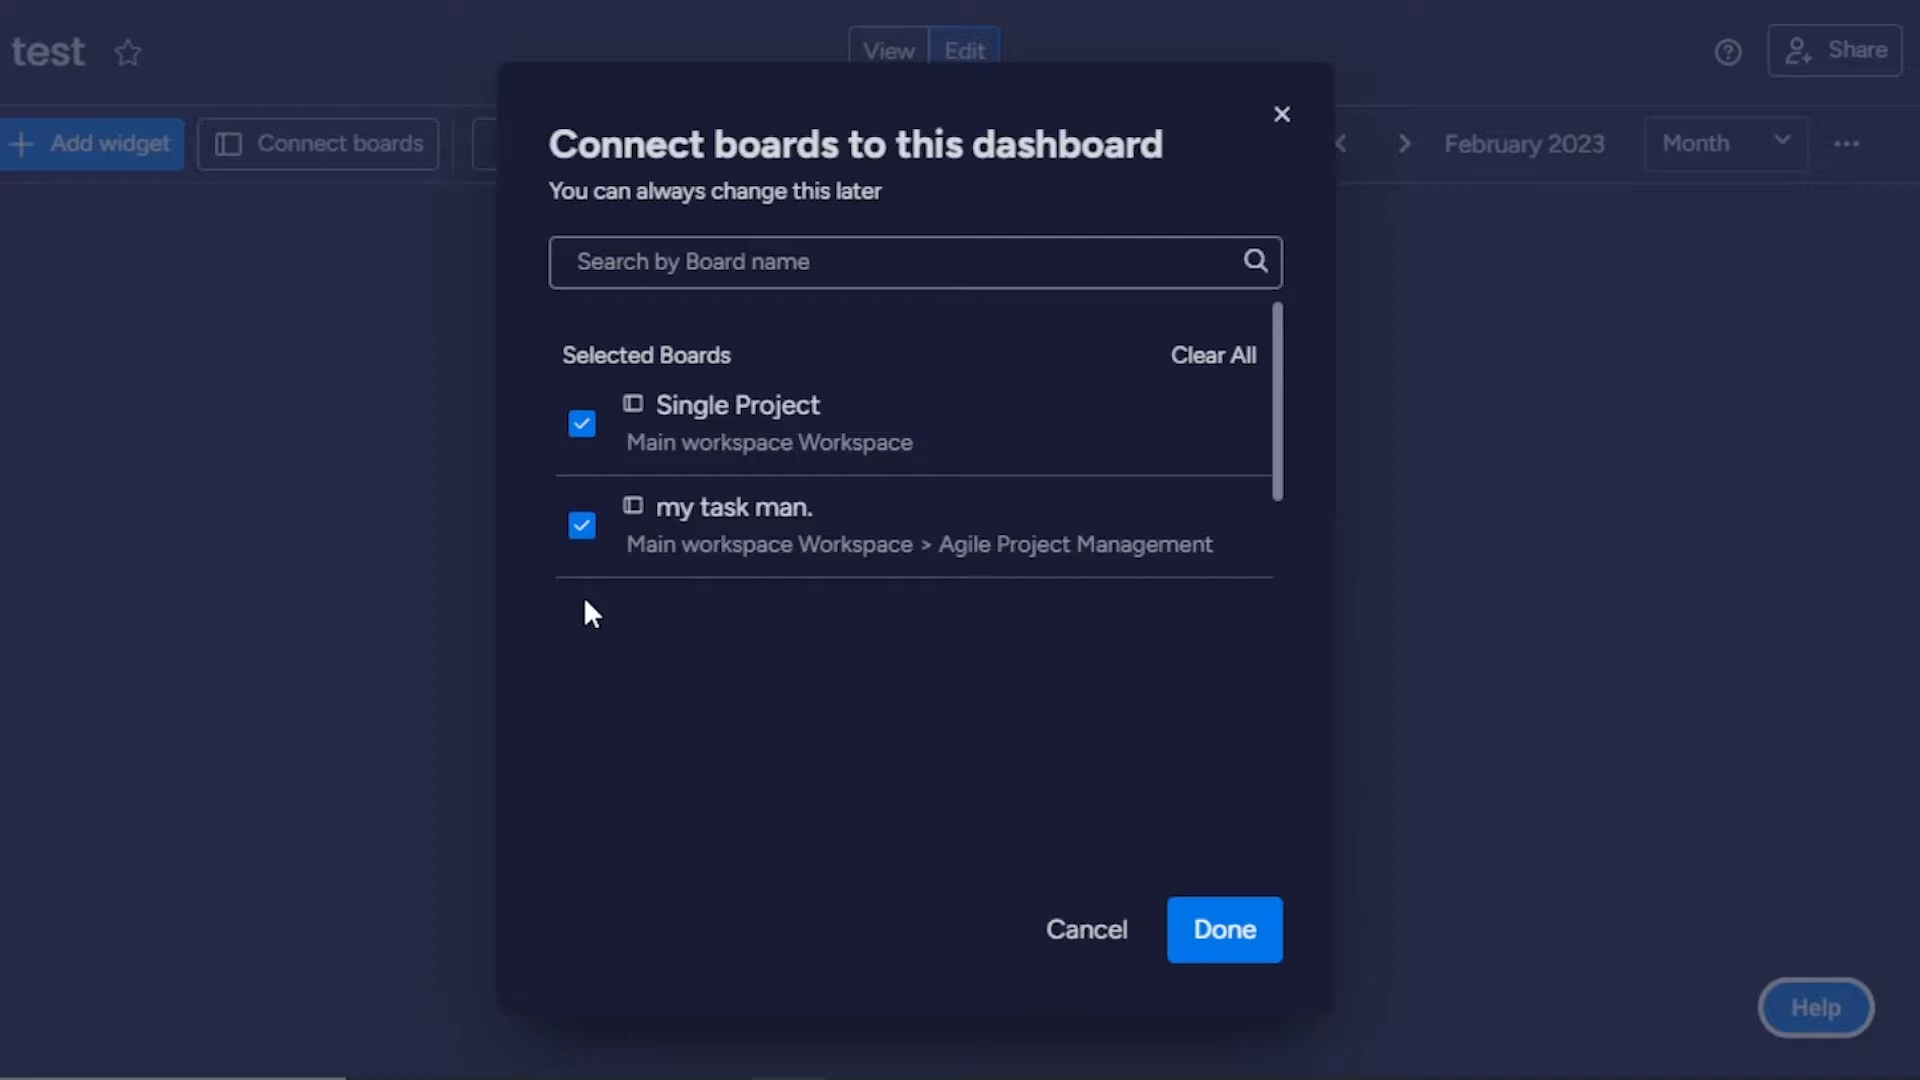 test
View Edit
Share
Add widget
Connect boards
February 2023
Month
Connect boards to this dashboard
You can always change this later
Search by Board name
Selected Boards
Clear All
Single Project
Main workspace Workspace
my task man.
Main workspace Workspace > Agile Project Management
Cancel
Done
Help